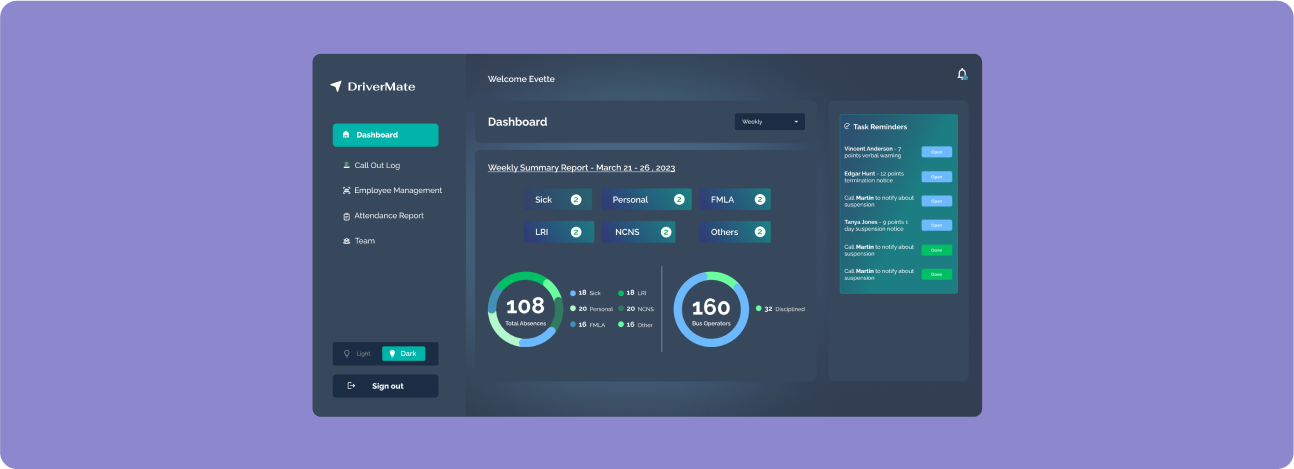 DriverMate
Dashboard
Call Out Log
Employee Management
Attendance Report
Team
Light
Dark
Sign out
Welcome Evette
Dashboard
Weekly
Weekly Summary Report - March 21 - 26 , 2023
Sick 2
Personal 2
FMLA 2
LRI 2
NCNS 2
Others 2
108
Total Absences
18 Sick
20 Personal
16 FMLA
18 LRI
20 NCNS
16 Other
160
Bus Operators
32 Disciplined
Task Reminders
Vincent Anderson - 7
points verbal warning
Open
Edgar Hunt - 12 points
termination notice
Open
Call Martin to notify about
suspension
Open
Tanya Jones - 9 points 1
day suspension notice
Open
Call Martin to notify about
suspension
Done
Call Martin to notify about
suspension
Done